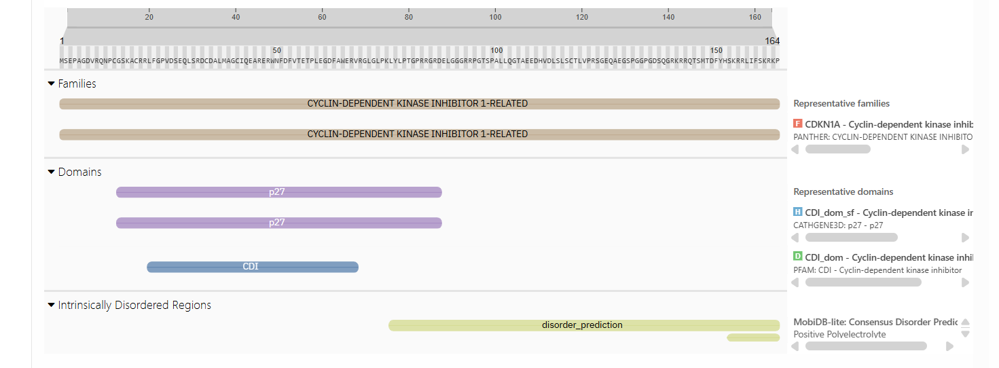 20 40 60 80 100 120 140 160
1 164
50 100 150
MSEPAGDVRQNPCGSKACRRLFGPVDSEQLSRDCDALMAGCIQEARERWNFDFVTETPLEGDFAWERVRGLGLPKLYLPTGPRRGRDELGGGRRPGTSPALLQGTAEEDHVDLSLSCTLVPRSGEQAEGSPGGPGDSQGRKRRQTSMTDFYHSKRRLIFSKRKP
Families
CYCLIN-DEPENDENT KINASE INHIBITOR 1-RELATED
Representative families
F CDKN1A - Cyclin-dependent kinase inhib
CYCLIN-DEPENDENT KINASE INHIBITOR 1-RELATED
PANTHER: CYCLIN-DEPENDENT KINASE INHIBITO
Domains
p27
Representative domains
p27
H CDI_dom_sf - Cyclin-dependent kinase in
CATHGENE3D: p27 - p27
CDI
D CDI_dom - Cyclin-dependent kinase inhi
PFAM: CDI - Cyclin-dependent kinase inhibitor
Intrinsically Disordered Regions
disorder_prediction
MobiDB-lite: Consensus Disorder Predic
Positive Polyelectrolyte